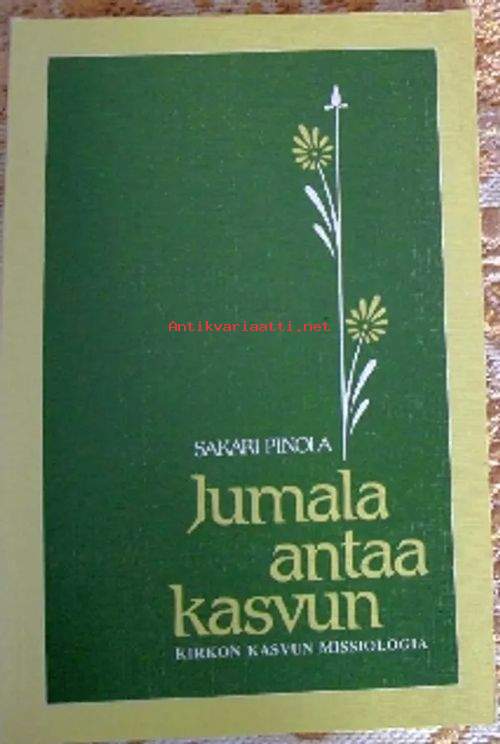 Antikvariaatti.net
SAKARI PINOLA
Jumala
antaa
kasvun
KIRKON KASVUN MISSIOLOGIA